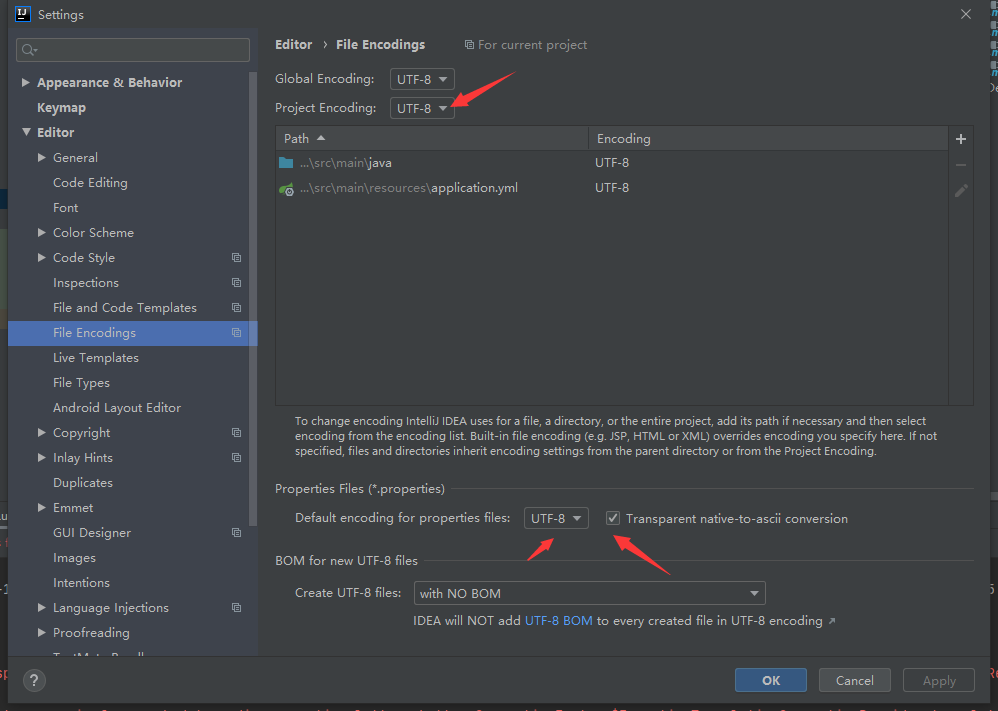 Settings
Appearance & Behavior
Keymap
Editor
General
Code Editing
Font
Color Scheme
Code Style
Inspections
File and Code Templates
File Encodings
Live Templates
File Types
Android Layout Editor
Copyright
Inlay Hints
Duplicates
Emmet
GUI Designer
Images
Intentions
Language Injections
Proofreading
Editor › File Encodings For current project
Global Encoding: UTF-8
Project Encoding: UTF-8
Path Encoding
...\src\main\java UTF-8
...\src\main\resources\application.yml UTF-8
To change encoding IntelliJ IDEA uses for a file, a directory, or the entire project, add its path if necessary and then select
encoding from the encoding list. Built-in file encoding (e.g. JSP, HTML or XML) overrides encoding you specify here. If not
specified, files and directories inherit encoding settings from the parent directory or from the Project Encoding.
Properties Files (*.properties)
Default encoding for properties files: UTF-8 Transparent native-to-ascii conversion
BOM for new UTF-8 files
Create UTF-8 files: with NO BOM
IDEA will NOT add UTF-8 BOM to every created file in UTF-8 encoding ↗
? OK Cancel Apply